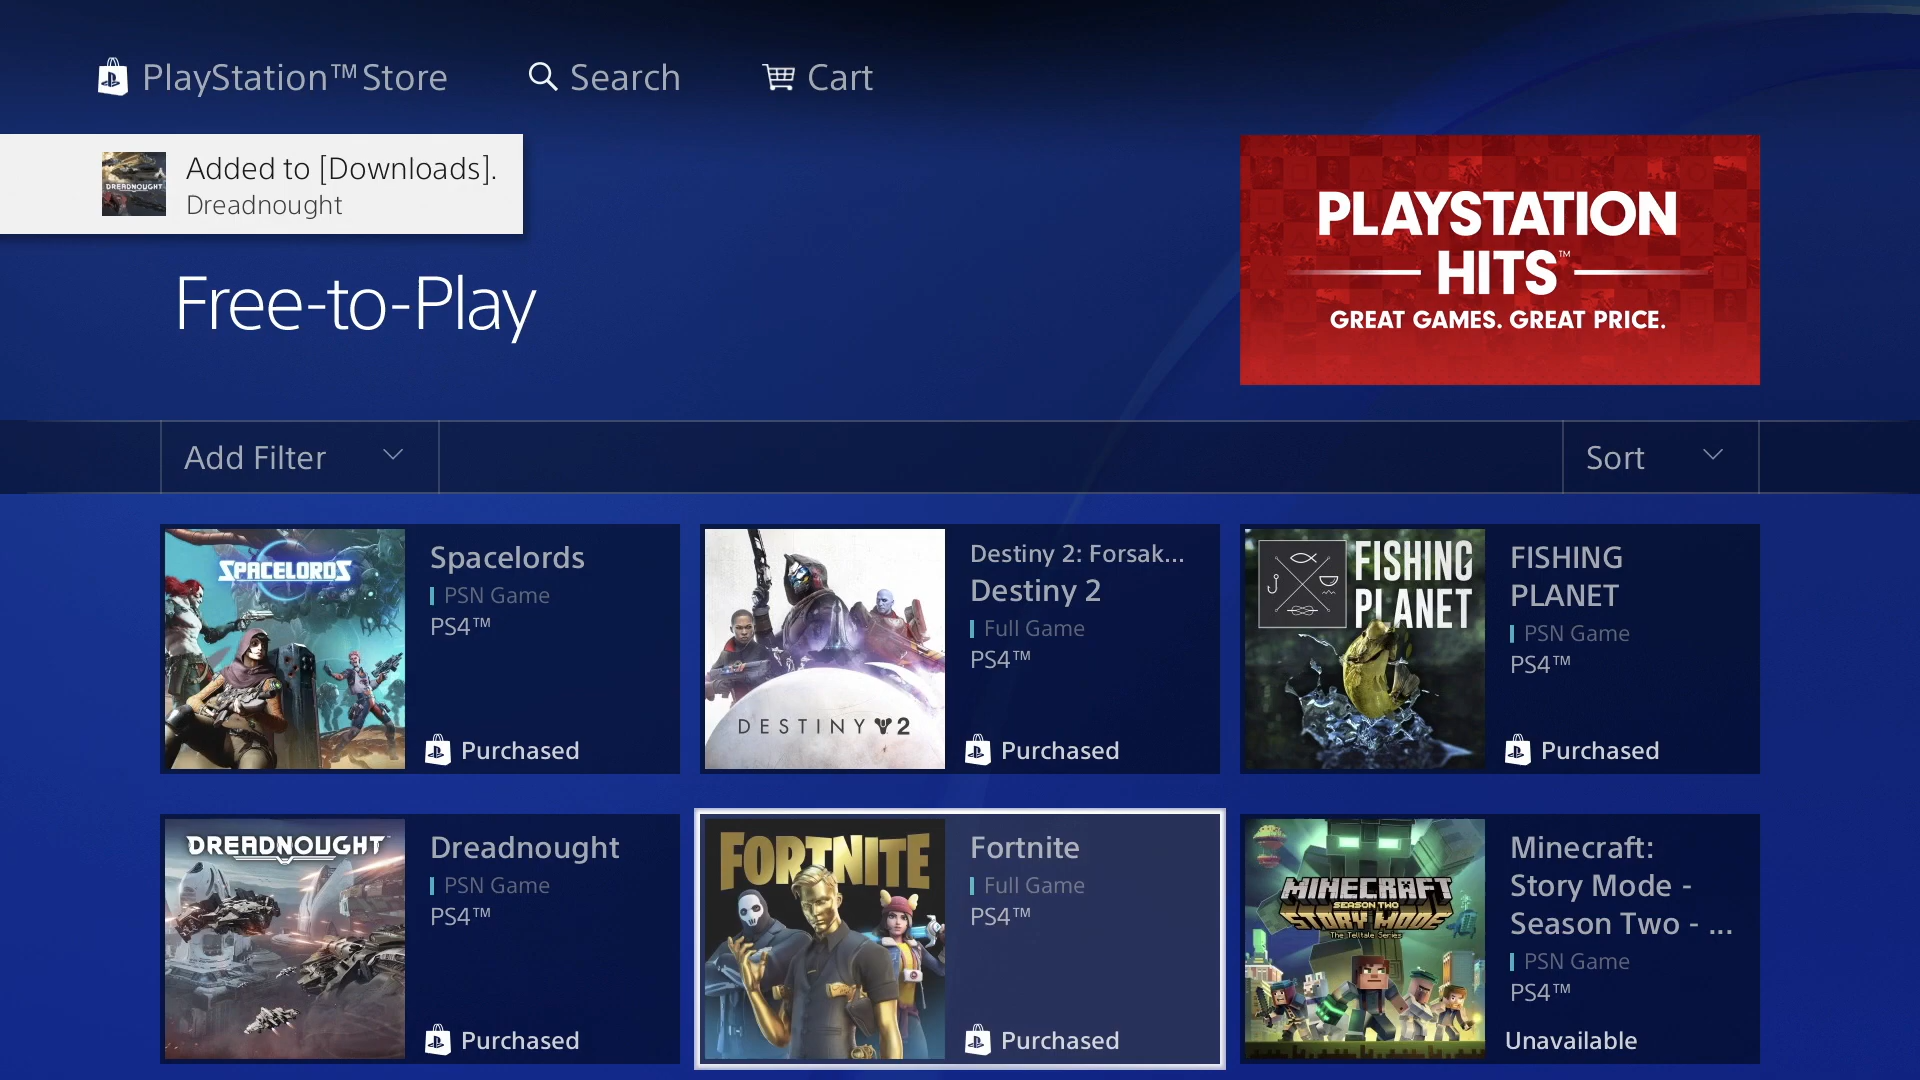 PlayStation™Store
Search
Cart
Added to [Downloads].
DREADNOUGHT
Dreadnought
PLAYSTATION
HITS™
GREAT GAMES. GREAT PRICE.
Free-to-Play
Add Filter
Sort
SPACELORDS
Spacelords
PSN Game
PS4™
Purchased
DESTINY 2
Destiny 2: Forsak...
Destiny 2
Full Game
PS4™
Purchased
FISHING
PLANET
FISHING
PLANET
PSN Game
PS4™
Purchased
DREADNOUGHT
Dreadnought
PSN Game
PS4™
Purchased
FORTNITE
Fortnite
Full Game
PS4™
Purchased
MINECRAFT
SEASON TWO
STORY MODE
The Telltale Series
Minecraft:
Story Mode -
Season Two - ...
PSN Game
PS4™
Unavailable